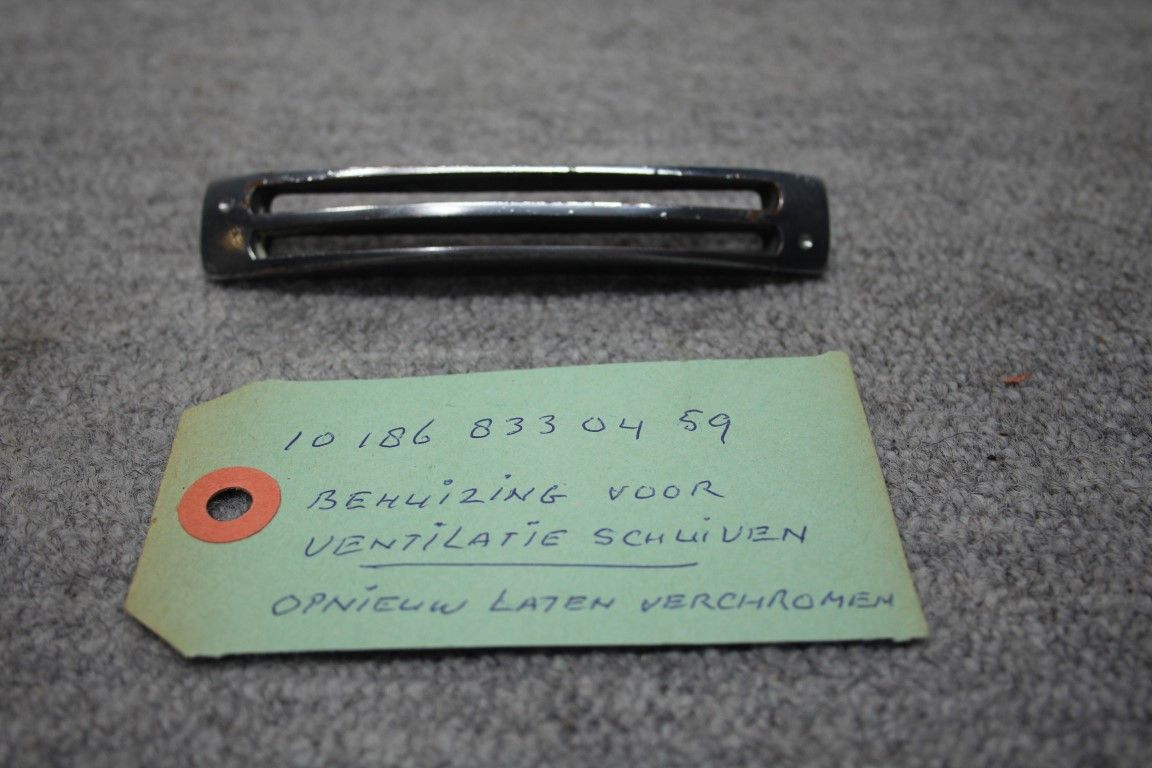 10 186 833 04 59
BEHUIZING VOOR
VENTILATIE SCHUIVEN
OPNIEUW LATEN VERCHROMEN